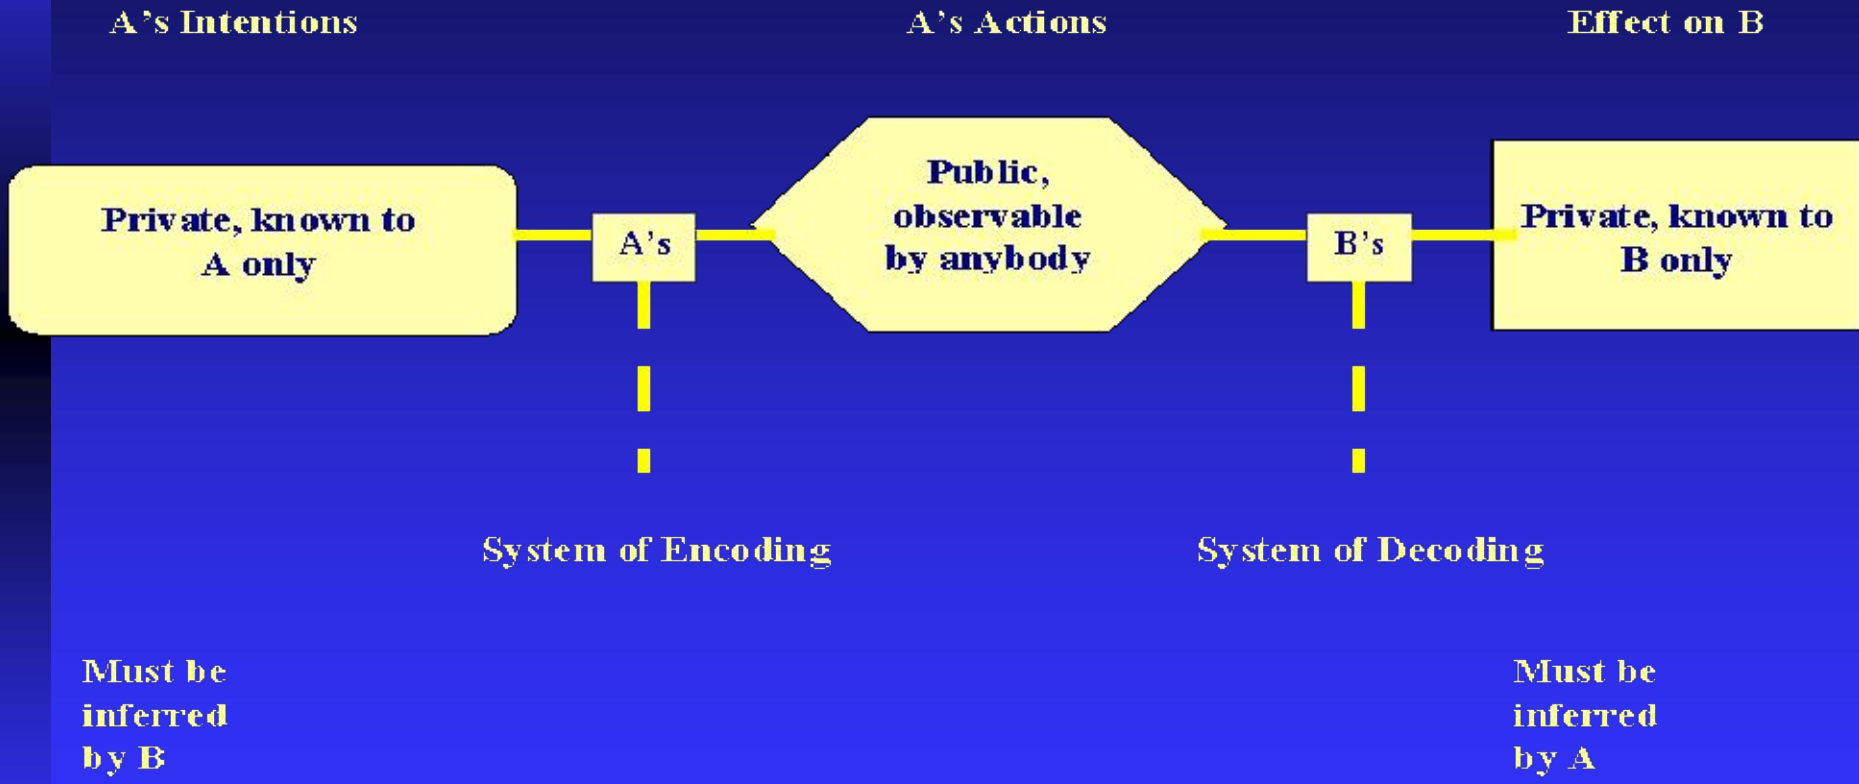 A's Intentions
A's Actions
Effect on B
Private, known to
A only
A's
Public,
observable
by anybody
B's
Private, known to
B only
System of Encoding
System of Decoding
Must be
inferred
by B
Must be
inferred
by A